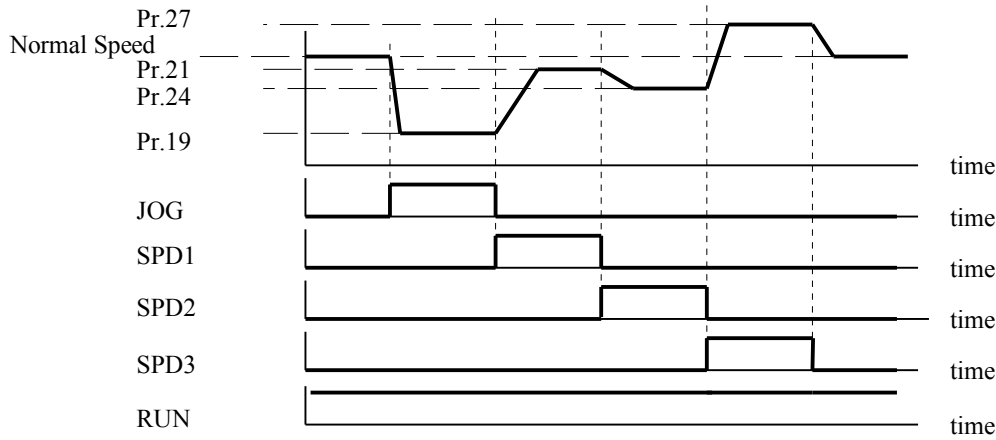 Pr.27
Normal Speed
Pr.21
Pr.24
Pr.19
time
JOG
time
SPD1
time
SPD2
time
SPD3
time
RUN
time